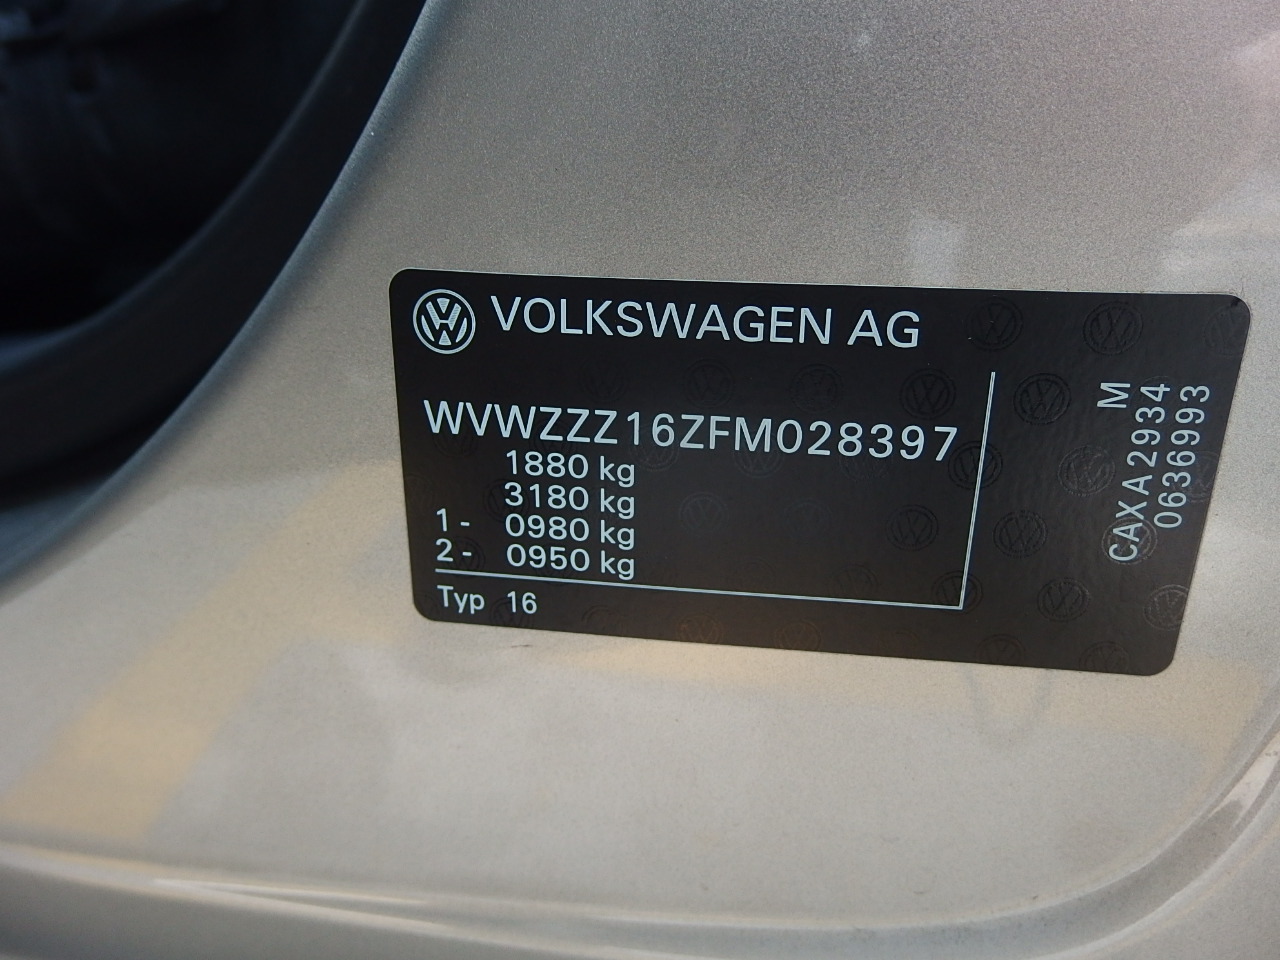 VOLKSWAGEN AG
WVWZZZ16ZFM028397
1880 kg
3180 kg
1- 0980 kg
2- 0950 kg
Typ 16
M
CAXA2934
0636993